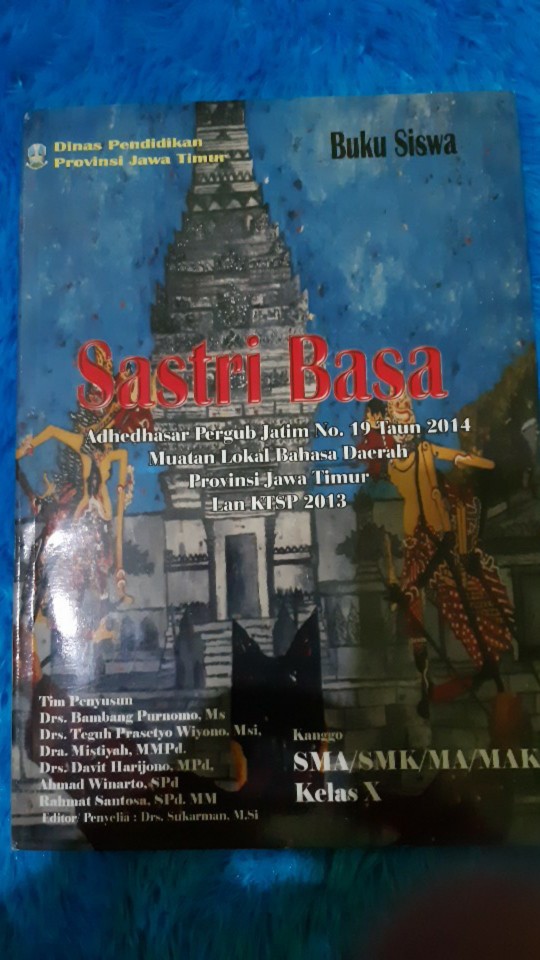 Dinas Pendidikan
Provinsi Jawa Timur
Buku Siswa
Sastri Basa
Adhedhasar Pergub Jatim No. 19 Taun 2014
Muatan Lokal Bahasa Daerah
Provinsi Jawa Timur
Lan KTSP 2013
Tim Penyusun
Drs. Bambang Purnomo, Ms
Drs. Teguh Prasetyo Wiyono, Msi,
Dra. Mistiyah, MMPd.
Drs. Davit Harijono, MPd,
Ahmad Winarto, SPd
Rahmat Santosa, SPd, MM
Editor/ Penyelia : Drs. Sukarman, M.Si
Kanggo
SMA/SMK/MA/MAK
Kelas X